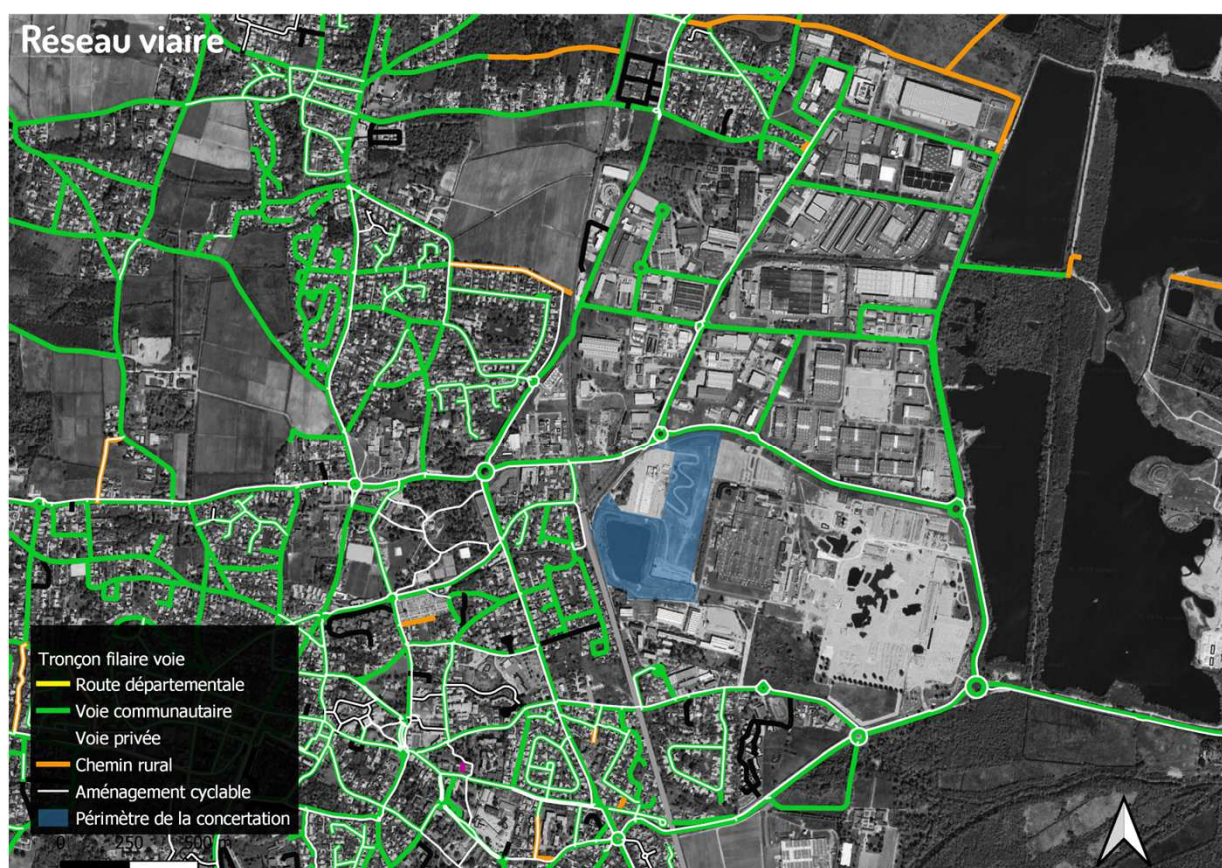 Réseau viaire
Tronçon filaire voie
Route départementale
Voie communautaire
Voie privée
Chemin rural
Aménagement cyclable
Périmètre de la concertation
0 250 500 m